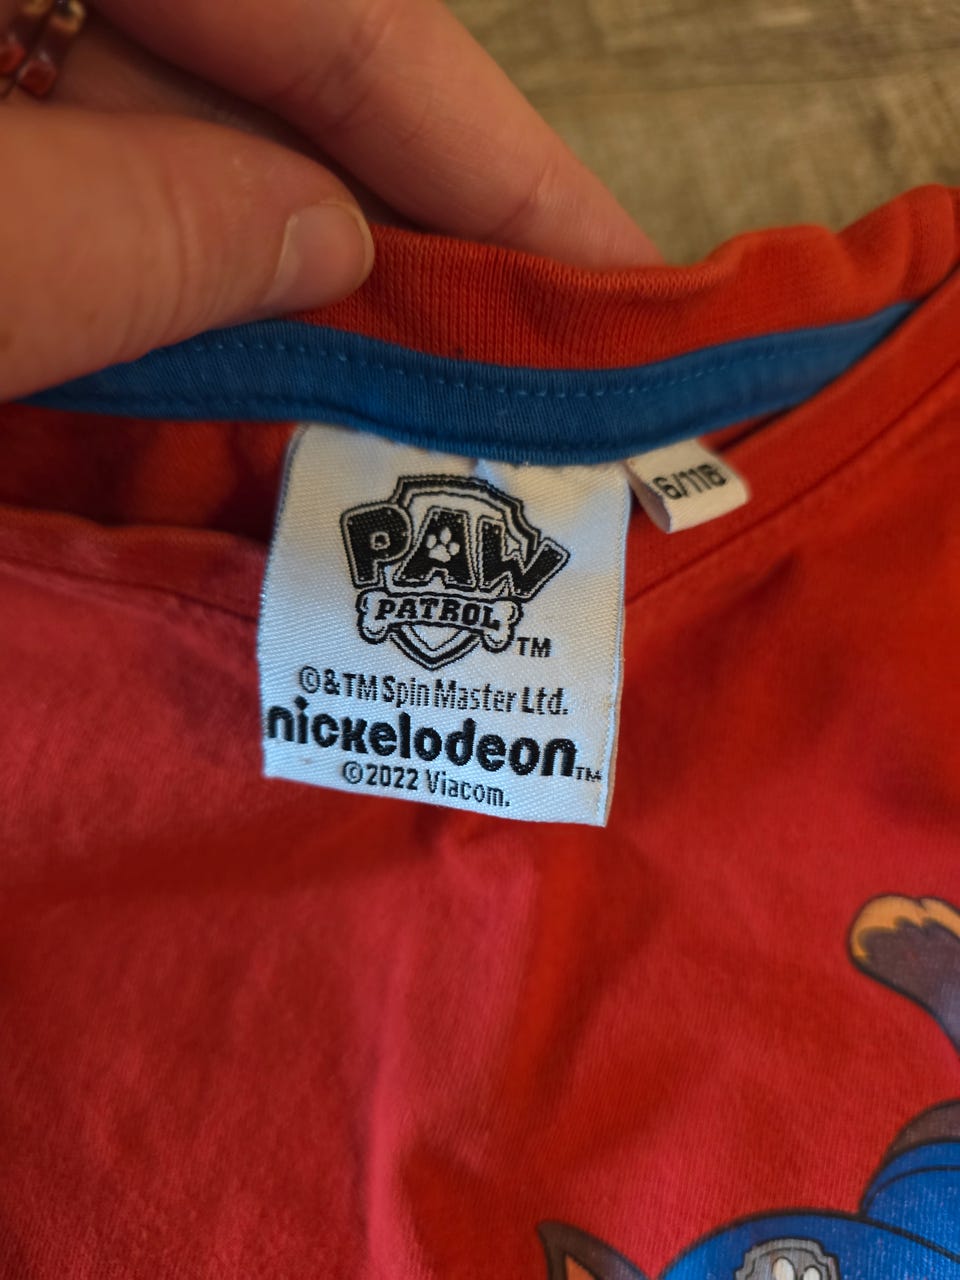 PAW
PATROL
TM
©&TM Spin Master Ltd.
nickelodeon TM
©2022 Viacom.
6/116